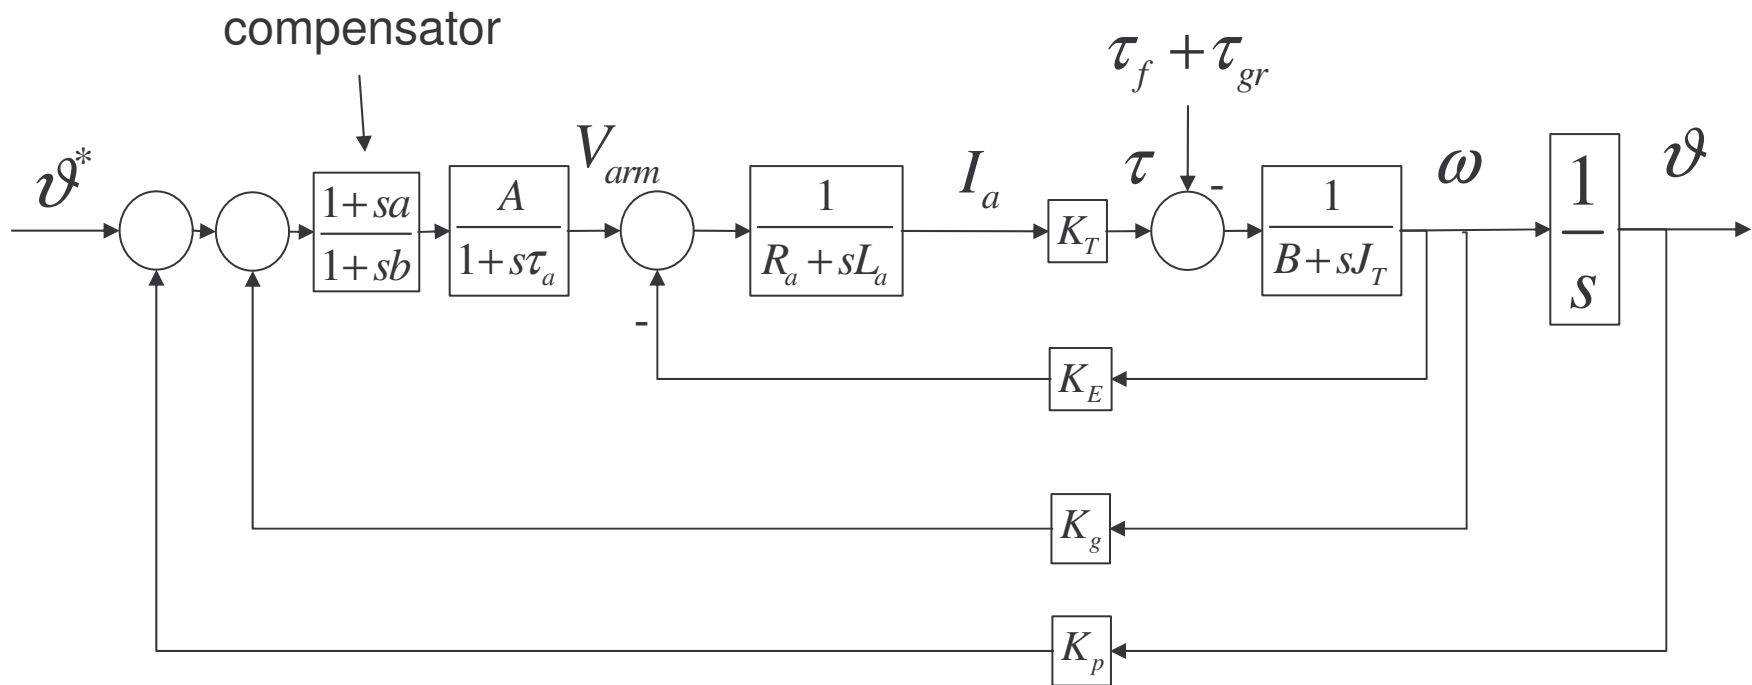 compensator
τ_f + τ_gr
ϑ*
1+sa
1+sb
A
1+sτ_a
V_arm
-
1
R_a + sL_a
I_a
K_T
τ
-
1
B+sJ_T
ω
1
s
ϑ
K_E
K_g
K_p